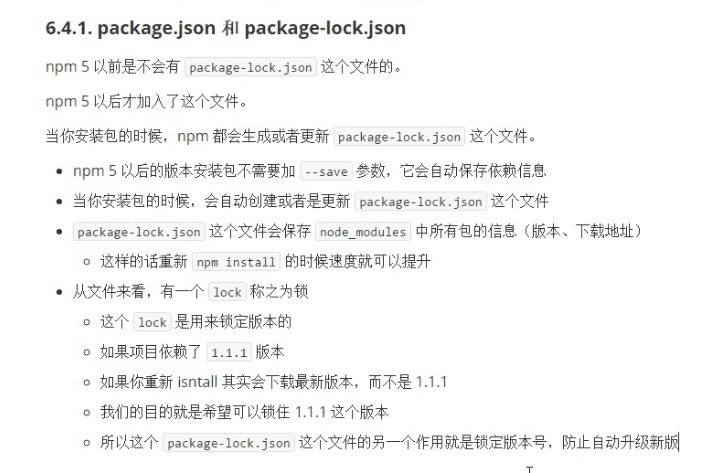 6.4.1. package.json 和 package-lock.json
npm 5 以前是不会有 package-lock.json 这个文件的。
npm 5 以后才加入了这个文件。
当你安装包的时候，npm 都会生成或者更新 package-lock.json 这个文件。
npm 5 以后的版本安装包不需要加 --save 参数，它会自动保存依赖信息
当你安装包的时候，会自动创建或者是更新 package-lock.json 这个文件
package-lock.json 这个文件会保存 node_modules 中所有包的信息（版本、下载地址）
这样的话重新 npm install 的时候速度就可以提升
从文件来看，有一个 lock 称之为锁
这个 lock 是用来锁定版本的
如果项目依赖了 1.1.1 版本
如果你重新 isntall 其实会下载最新版本，而不是 1.1.1
我们的目的就是希望可以锁住 1.1.1 这个版本
所以这个 package-lock.json 这个文件的另一个作用就是锁定版本号，防止自动升级新版